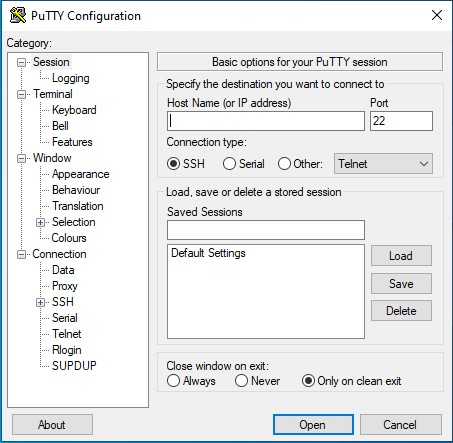 PuTTY Configuration
Category:
Session
Logging
Terminal
Keyboard
Bell
Features
Window
Appearance
Behaviour
Translation
Selection
Colours
Connection
Data
Proxy
SSH
Serial
Telnet
Rlogin
SUPDUP
Basic options for your PuTTY session
Specify the destination you want to connect to
Host Name (or IP address) Port
22
Connection type:
SSH Serial Other: Telnet
Load, save or delete a stored session
Saved Sessions
Default Settings
Load
Save
Delete
Close window on exit:
Always Never Only on clean exit
About Open Cancel